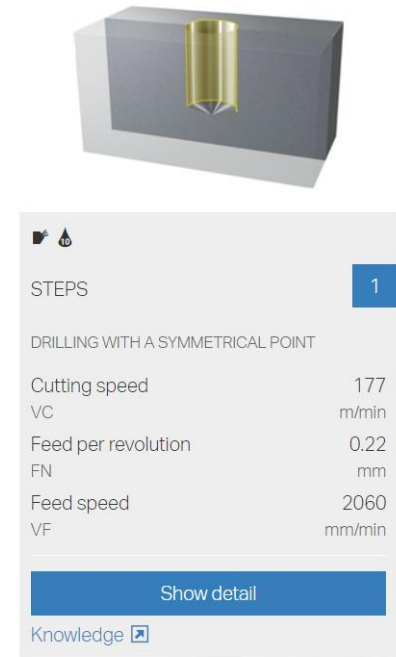 10
STEPS 1
DRILLING WITH A SYMMETRICAL POINT
Cutting speed 177
VC m/min
Feed per revolution 0.22
FN mm
Feed speed 2060
VF mm/min
Show detail
Knowledge